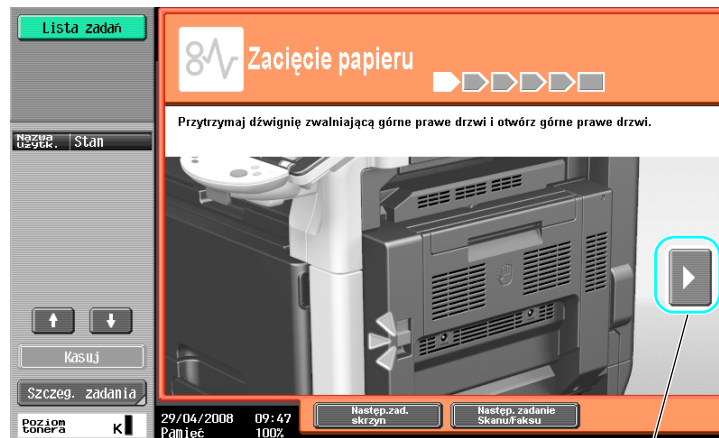 Lista zadań
Zacięcie papieru
Przytrzymaj dźwignię zwalniającą górne prawe drzwi i otwórz górne prawe drzwi.
Nazwa użytk.
Stan
Kasuj
Szczeg. zadania
Poziom tonera
K
29/04/2008 09:47
Pamięć 100%
Następ.zad. skrzyn
Następ. zadanie Skanu/Faksu